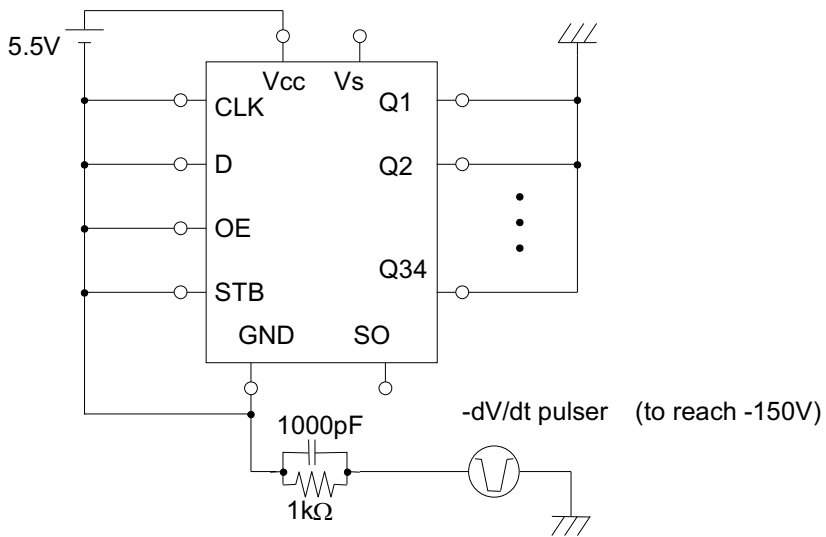 5.5V
Vcc Vs
CLK Q1
D Q2
OE
STB Q34
GND SO
-dV/dt pulser (to reach -150V)
1000pF
1kΩ